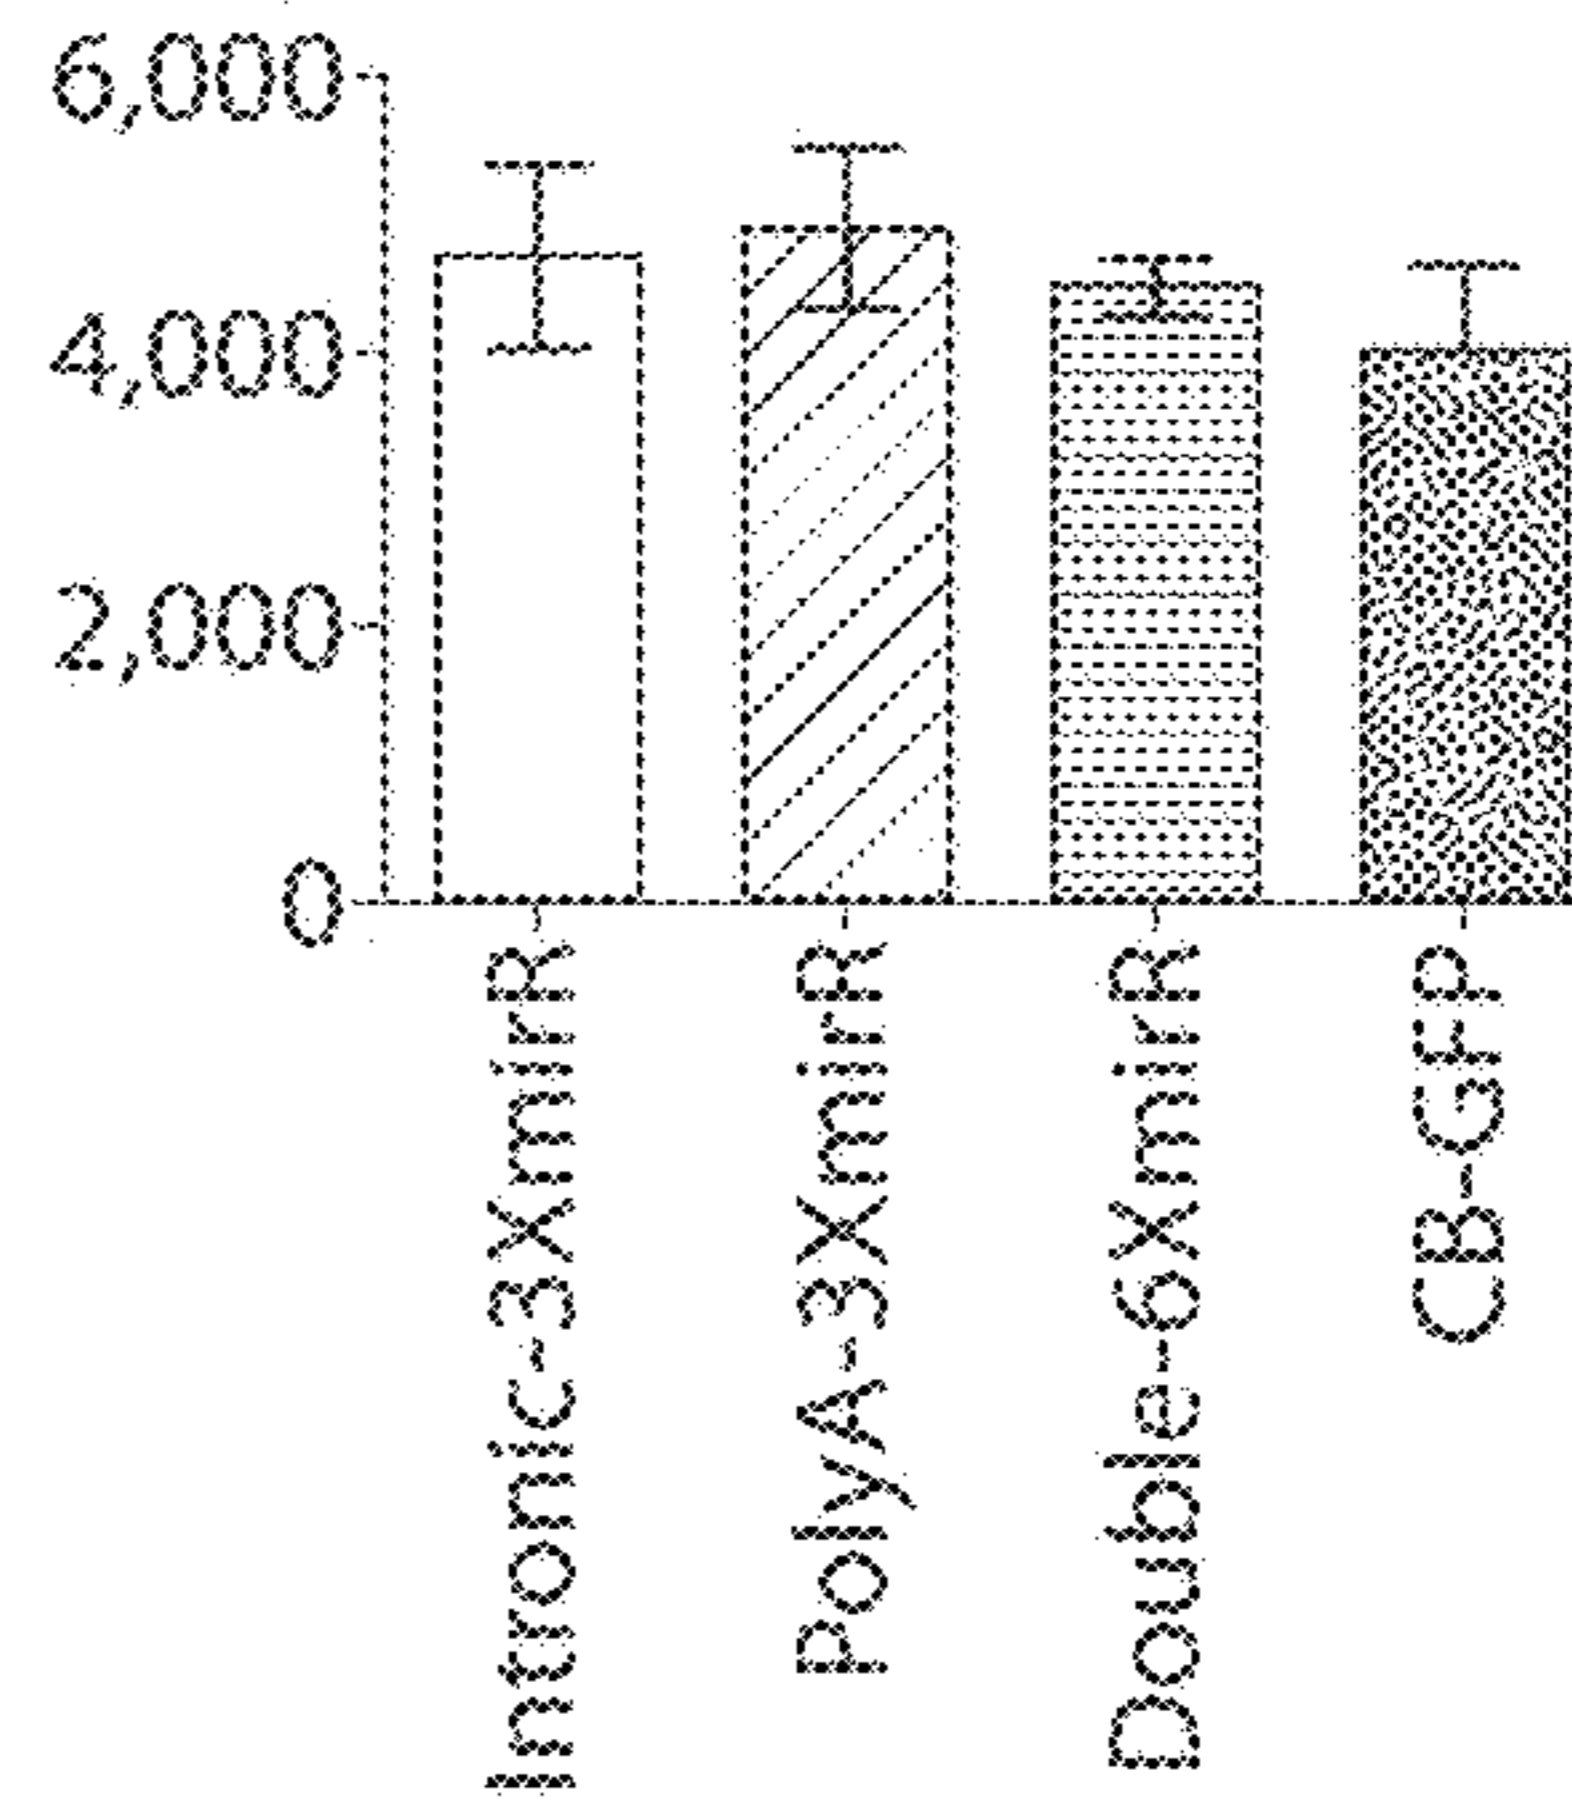 6,000
4,000
2,000
0
Intronic-3XmirR
PolyA-3XmirR
Double-6XmirR
CB-GFP